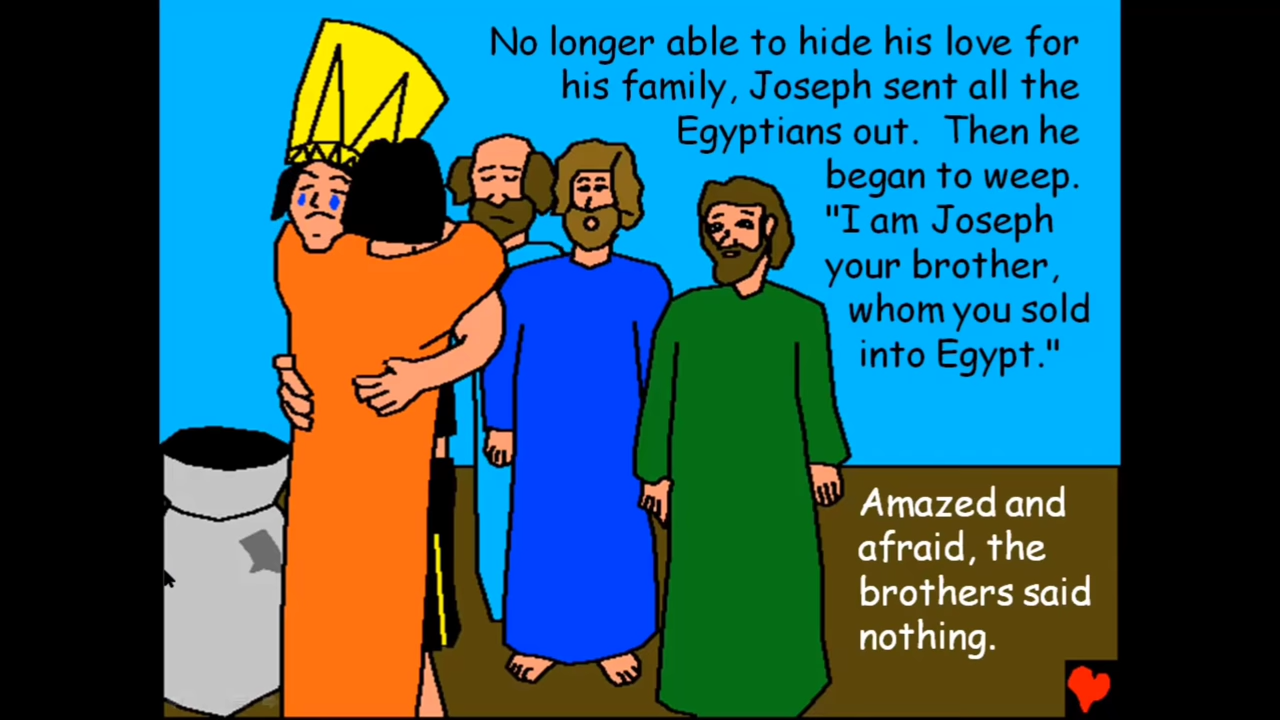 No longer able to hide his love for
his family, Joseph sent all the
Egyptians out. Then he
began to weep.
"I am Joseph
your brother,
whom you sold
into Egypt."
Amazed and
afraid, the
brothers said
nothing.